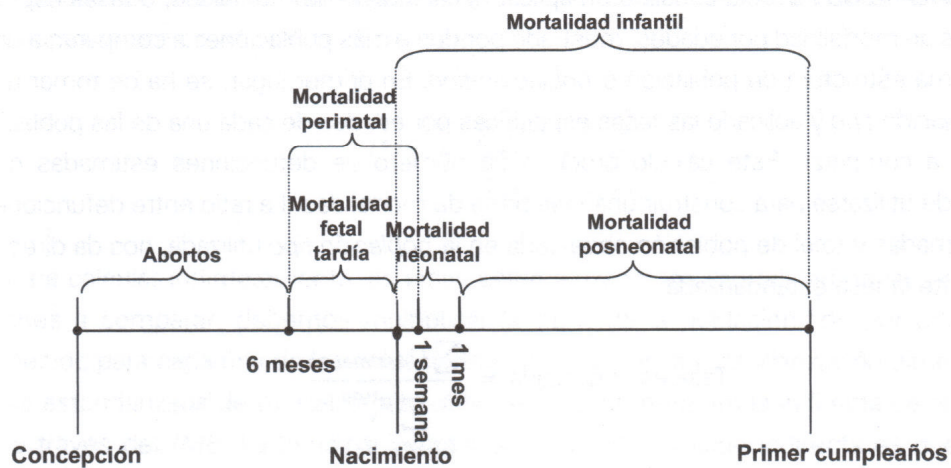 Mortalidad infantil
Mortalidad
perinatal
Mortalidad
fetal
tardía
Mortalidad
neonatal
Mortalidad
posneonatal
Abortos
6 meses
1 semana
1 mes
Concepción
Nacimiento
Primer cumpleaños